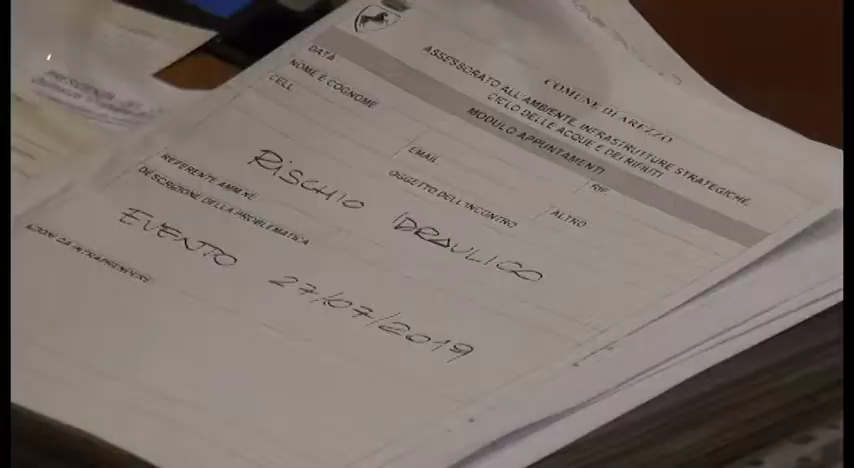 COMUNE DI AREZZO
ASSESSORATO ALL'AMBIENTE, INFRASTRUTTURE STRATEGICHE,
CICLO DELLE ACQUE E DEI RIFIUTI
MODULO APPUNTAMENTI
DATA
RIF
NOME E COGNOME
CELL
EMAIL
ALTRO
OGGETTO DELL'INCONTRO
RISCHIO IDRAULICO
REFERENTE AMM.NE
DESCRIZIONE DELLA PROBLEMATICA
EVENTO 27/07/2019
AZIONI DA INTRAPRENDERE